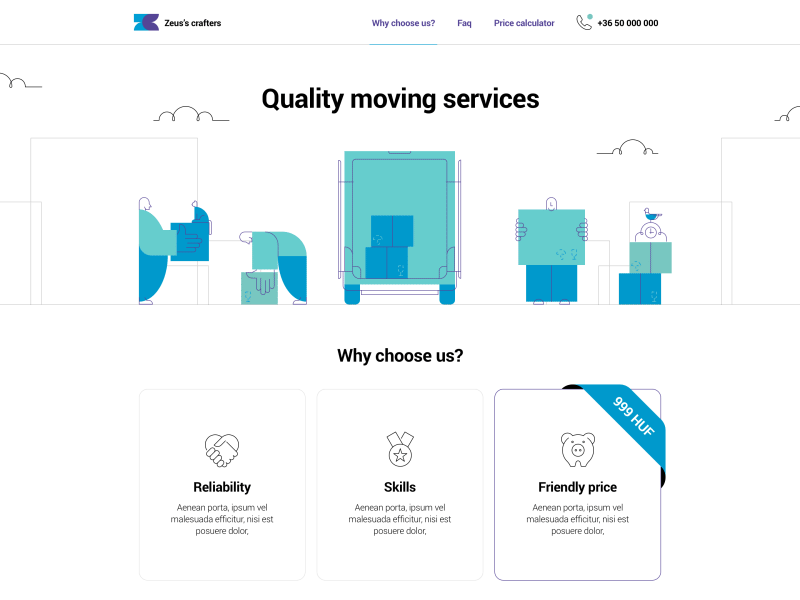 Zeus's crafters
Why choose us?
Faq
Price calculator
+36 50 000 000
Quality moving services
Why choose us?
999 HUF
Reliability
Aenean porta, ipsum vel
malesuada efficitur, nisi est
posuere dolor,
Skills
Aenean porta, ipsum vel
malesuada efficitur, nisi est
posuere dolor,
Friendly price
Aenean porta, ipsum vel
malesuada efficitur, nisi est
posuere dolor,